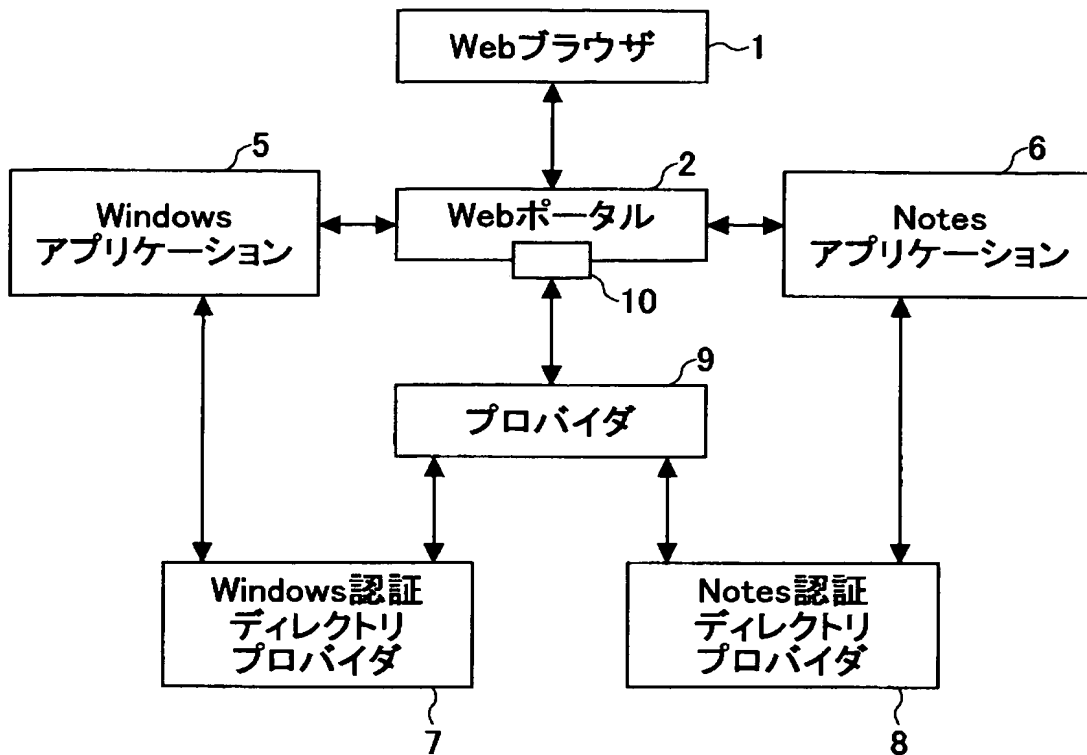 Webブラウザ
1
5
2
6
Windows
アプリケーション
Webポータル
Notes
アプリケーション
10
9
プロバイダ
Windows認証
ディレクトリ
プロバイダ
Notes認証
ディレクトリ
プロバイダ
7
8